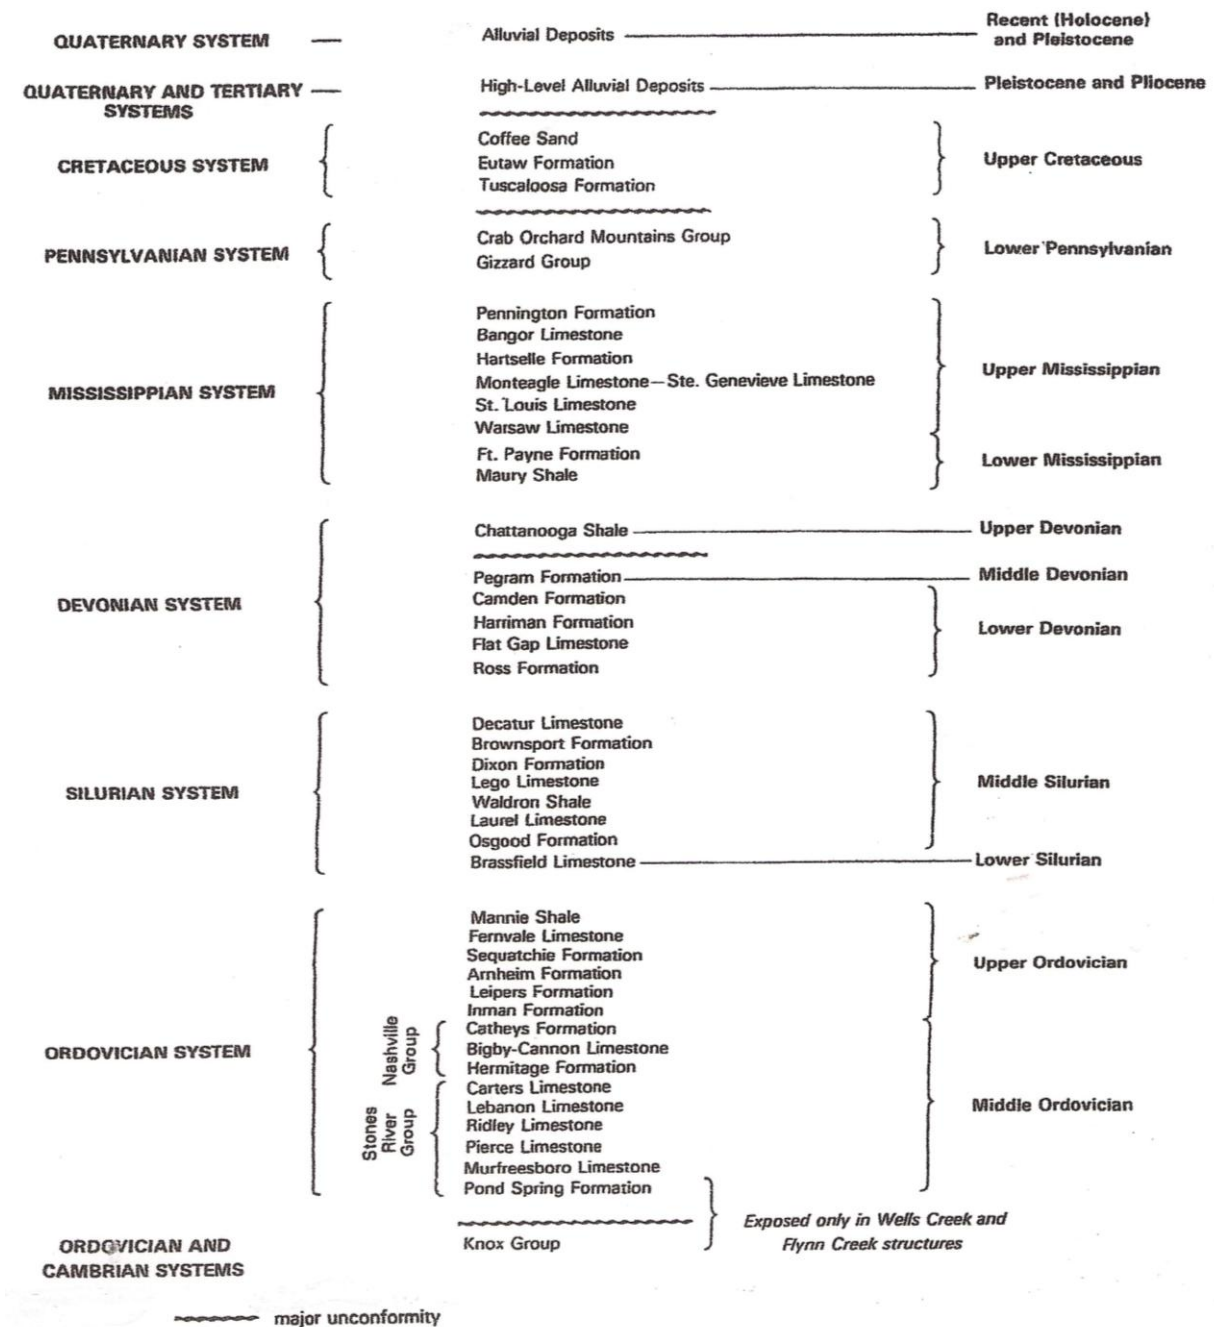 QUATERNARY SYSTEM — Alluvial Deposits Recent (Holocene)
and Pleistocene
QUATERNARY AND TERTIARY — High-Level Alluvial Deposits Pleistocene and Pliocene
SYSTEMS
Coffee Sand
CRETACEOUS SYSTEM Eutaw Formation Upper Cretaceous
Tuscaloosa Formation
Crab Orchard Mountains Group
PENNSYLVANIAN SYSTEM Lower Pennsylvanian
Gizzard Group
Pennington Formation
Bangor Limestone
Hartselle Formation
Upper Mississippian
Monteagle Limestone—Ste. Genevieve Limestone
MISSISSIPPIAN SYSTEM
St. Louis Limestone
Warsaw Limestone
Ft. Payne Formation
Lower Mississippian
Maury Shale
Chattanooga Shale Upper Devonian
Pegram Formation Middle Devonian
Camden Formation
DEVONIAN SYSTEM
Harriman Formation
Lower Devonian
Flat Gap Limestone
Ross Formation
Decatur Limestone
Brownsport Formation
Dixon Formation
Lego Limestone Middle Silurian
SILURIAN SYSTEM
Waldron Shale
Laurel Limestone
Osgood Formation
Brassfield Limestone Lower Silurian
Mannie Shale
Fernvale Limestone
Sequatchie Formation
Upper Ordovician
Arnheim Formation
Leipers Formation
Inman Formation
Nashville
Group
Catheys Formation
ORDOVICIAN SYSTEM Bigby-Cannon Limestone
Hermitage Formation
Stones
River
Group
Carters Limestone
Lebanon Limestone Middle Ordovician
Ridley Limestone
Pierce Limestone
Murfreesboro Limestone
Pond Spring Formation
Exposed only in Wells Creek and
Flynn Creek structures
Knox Group
ORDOVICIAN AND
CAMBRIAN SYSTEMS
major unconformity